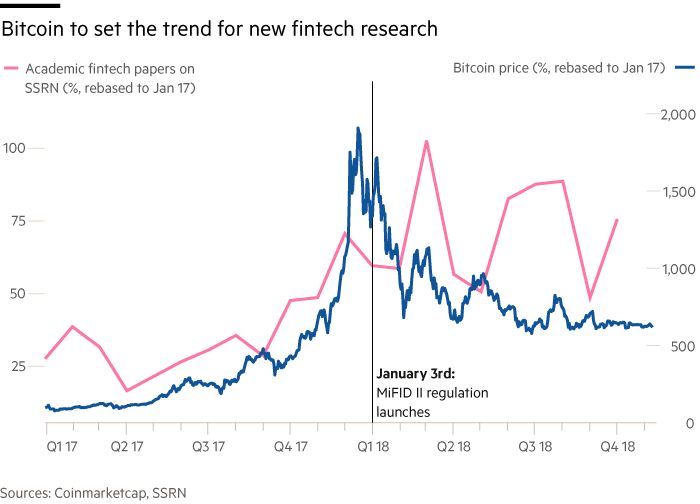 Bitcoin to set the trend for new fintech research
Academic fintech papers on
SSRN (%, rebased to Jan 17)
Bitcoin price (%, rebased to Jan 17)
2,000
100
1,500
75
1,000
50
500
25
January 3rd:
MiFID II regulation
launches
0
Q1 17 Q2 17 Q3 17 Q4 17 Q1 18 Q2 18 Q3 18 Q4 18
Sources: Coinmarketcap, SSRN